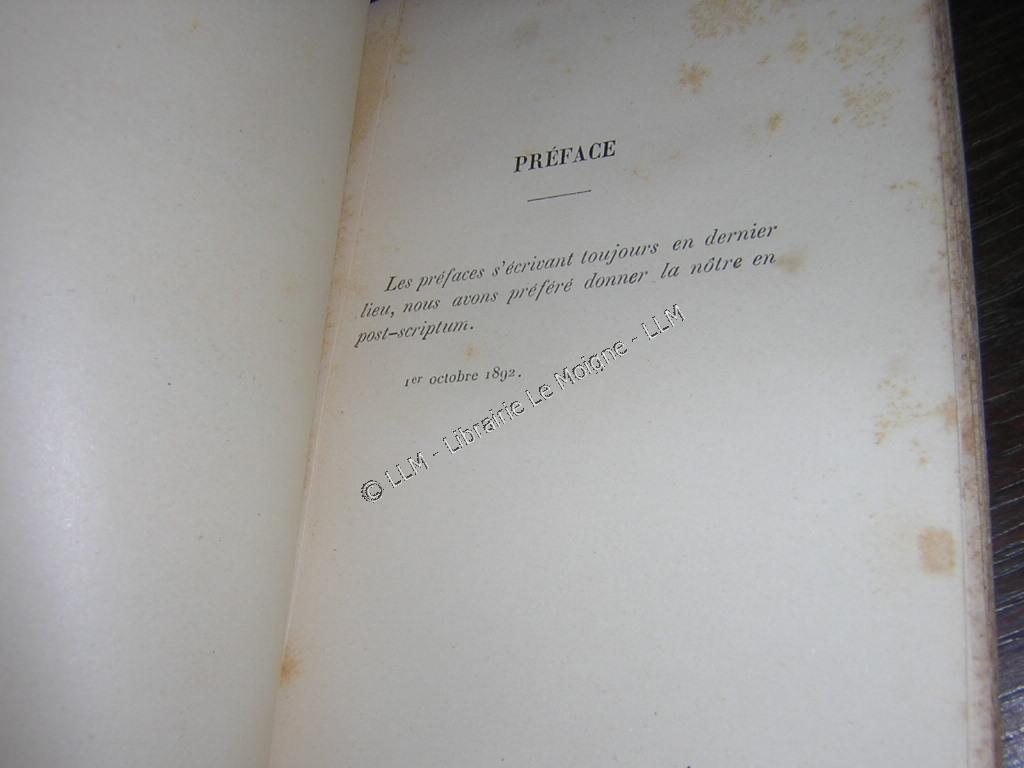 PRÉFACE
Les préfaces s'écrivant toujours en dernier
lieu, nous avons préféré donner la nôtre en
post-scriptum.
1er octobre 1892.
© LLM - Librairie Le Moigne - LLM